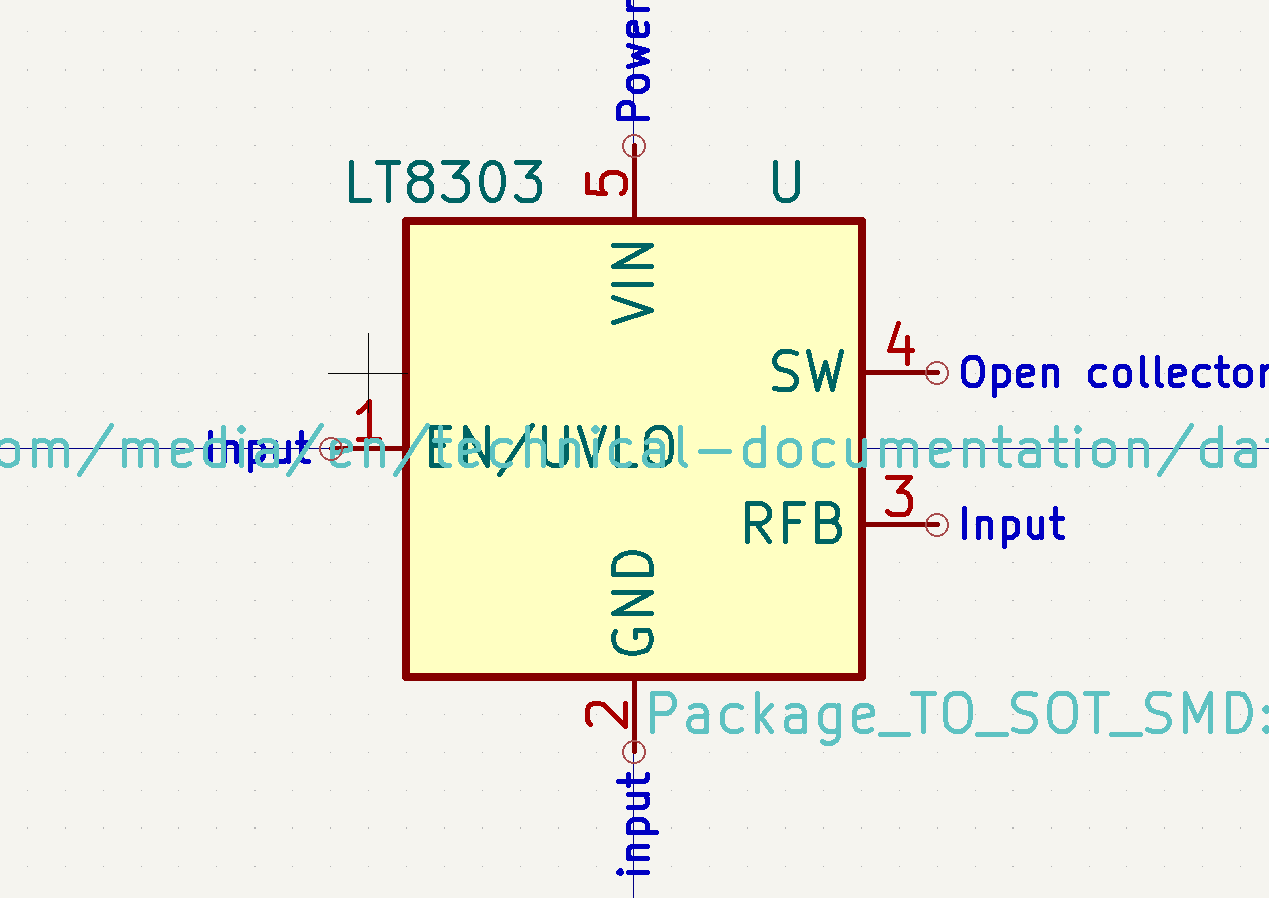 Power
LT8303
5
U
VIN
4
SW
Open collector
1
Input
om/media/en/technical-documentation/da
EN/UVLO
3
RFB
Input
GND
2
Package_TO_SOT_SMD:
input